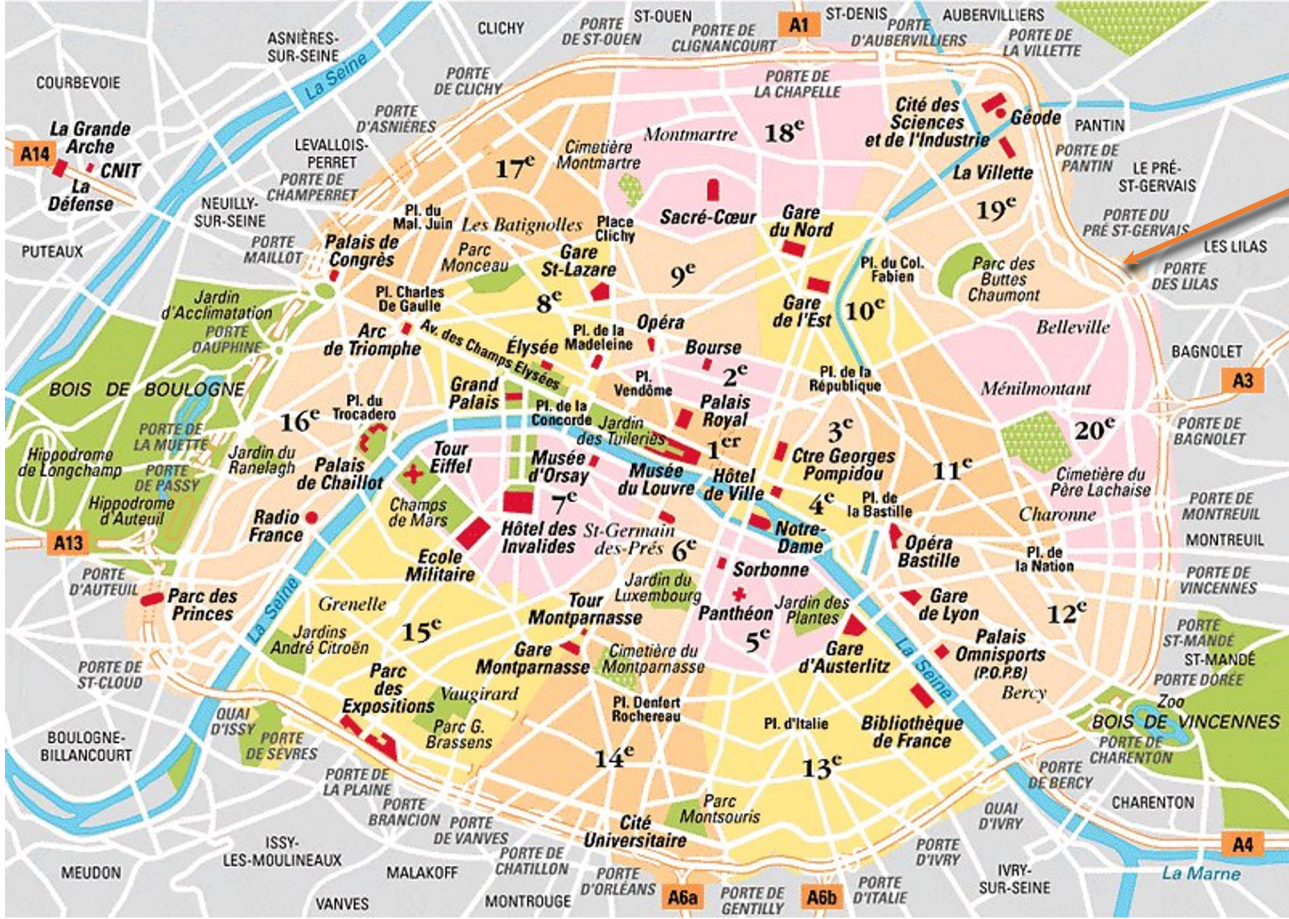 CLICHY
ST-OUEN
PORTE
DE ST-OUEN
PORTE DE
CLIGNANCOURT
A1
ST-DENIS
PORTE
D'AUBERVILLIERS
AUBERVILLIERS
PORTE DE
LA VILLETTE
ASNIÈRES-
SUR-SEINE
La Seine
COURBEVOIE
PORTE
DE CLICHY
PORTE DE
LA CHAPELLE
PORTE
D'ASNIÈRES
La Grande
Arche
A14
CNIT
La
Défense
LEVALLOIS-
PERRET
PORTE DE
CHAMPERRET
NEUILLY-
SUR-SEINE
PUTEAUX
PORTE
MAILLOT
17e
Cimetière
Montmartre
Montmartre
18e
Cité des
Sciences
et de l'Industrie
Géode
PANTIN
PORTE DE
PANTIN
La Villette
LE PRÉ-
ST-GERVAIS
19e
PORTE DU
PRÉ ST-GERVAIS
LES LILAS
PORTE
DES LILAS
Pl. du
Mal. Juin
Les Batignolles
Place
Clichy
Sacré-Cœur
Gare
du Nord
Palais de
Congrès
Parc
Monceau
Gare
St-Lazare
9e
Pl. du Col.
Fabien
Parc des
Buttes
Chaumont
Jardin
d'Acclimatation
Pl. Charles
De Gaulle
8e
Gare
de l'Est
10e
PORTE
DAUPHINE
Arc
de Triomphe
Av. des Champs Elysées
Élysée
Pl. de la
Madeleine
Opéra
Bourse
Belleville
BAGNOLET
A3
BOIS DE BOULOGNE
Grand
Palais
Pl.
Vendôme
2e
Pl. de la
République
Ménilmontant
16e
Pl. du
Trocadero
Pl. de la
Concorde
Palais
Royal
Jardin
des Tuileries
1er
3e
20e
PORTE DE
BAGNOLET
PORTE DE
LA MUETTE
Hippodrome
de Longchamp
PORTE
DE PASSY
Jardin du
Ranelagh
Palais
de Chaillot
Tour
Eiffel
Musée
d'Orsay
Musée
du Louvre
Hôtel
de Ville
Ctre Georges
Pompidou
11e
Cimetière du
Père Lachaise
Hippodrome
d'Auteuil
Champs
de Mars
7e
4e
Pl. de
la Bastille
Charonne
PORTE DE
MONTREUIL
Radio
France
Hôtel des
Invalides
St-Germain
des-Prés
6e
Notre-
Dame
Opéra
Bastille
Pl. de
la Nation
MONTREUIL
A13
Ecole
Militaire
Sorbonne
PORTE DE
VINCENNES
PORTE
D'AUTEUIL
Parc des
Princes
La Seine
Grenelle
Tour
Montparnasse
Jardin du
Luxembourg
Panthéon
Jardin des
Plantes
Gare
de Lyon
12e
PORTE
ST-MANDÉ
ST-MANDÉ
15e
Jardins
André Citroën
Gare
Montparnasse
Cimetière du
Montparnasse
5e
Gare
d'Austerlitz
La Seine
Palais
Omnisports
(P.O.P.B)
Bercy
PORTE DORÉE
Zoo
PORTE DE
ST-CLOUD
Parc
des
Expositions
Vaugirard
Pl. Denfert
Rochereau
Pl. d'Italie
Bibliothèque
de France
BOIS DE VINCENNES
PORTE DE
CHARENTON
QUAI
D'ISSY
PORTE
DE SÈVRES
Parc G.
Brassens
BOULOGNE-
BILLANCOURT
14e
13e
PORTE
DE BERCY
PORTE DE
LA PLAINE
Parc
Montsouris
QUAI
D'IVRY
CHARENTON
PORTE
BRANCION
PORTE
DE VANVES
Cité
Universitaire
A4
ISSY-
LES-MOULINEAUX
PORTE DE
CHATILLON
PORTE
D'IVRY
La Marne
MEUDON
MALAKOFF
PORTE
D'ORLÉANS
IVRY-
SUR-SEINE
VANVES
MONTROUGE
A6a
PORTE DE
GENTILLY
A6b
PORTE
D'ITALIE